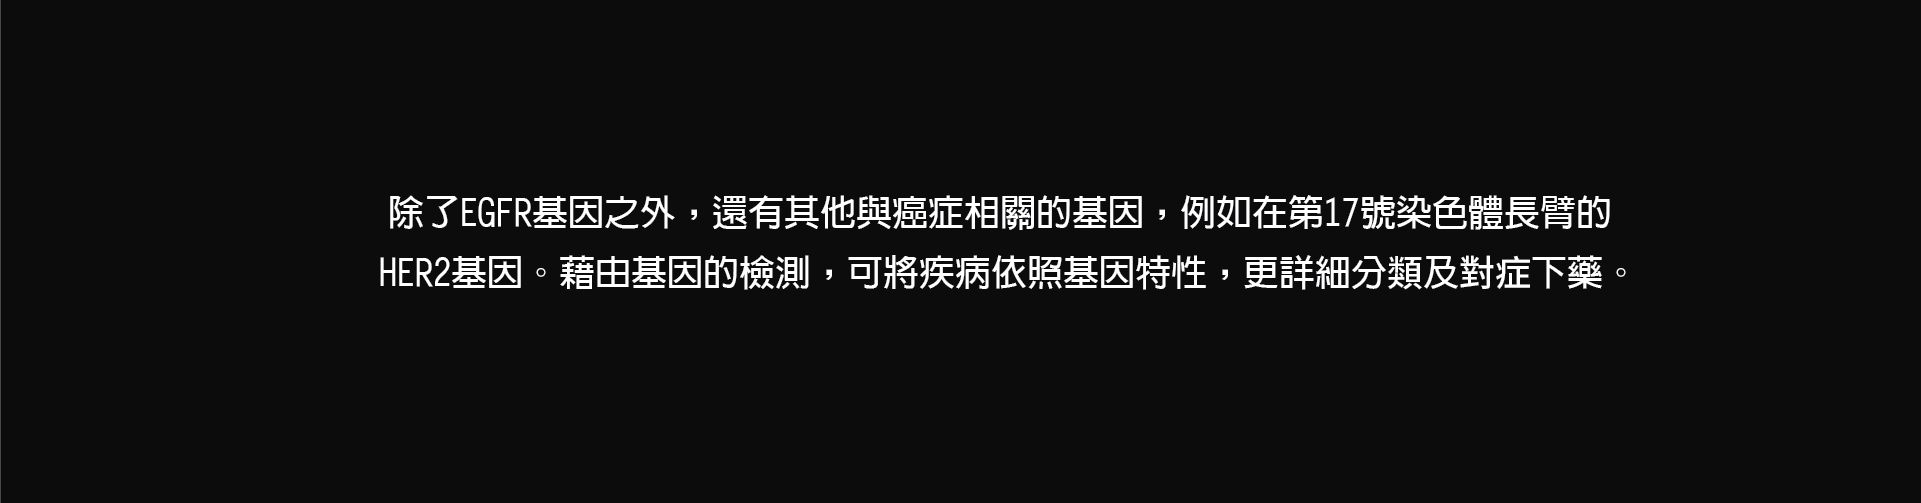 除了EGFR基因之外，還有其他與癌症相關的基因，例如在第17號染色體長臂的
HER2基因。藉由基因的檢測，可將疾病依照基因特性，更詳細分類及對症下藥。